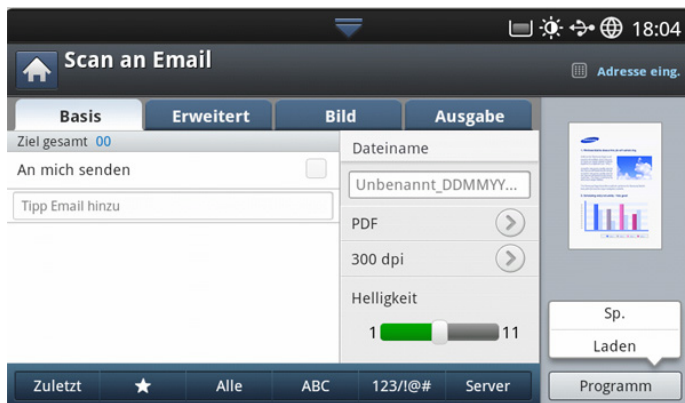 18:04
Scan an Email
Adresse eing.
Basis Erweitert Bild Ausgabe
Ziel gesamt 00
An mich senden
Tipp Email hinzu
Dateiname
Unbenannt_DDMMYY...
PDF
300 dpi
Helligkeit
1 11
Sp.
Laden
Zuletzt ★ Alle ABC 123/!@# Server Programm